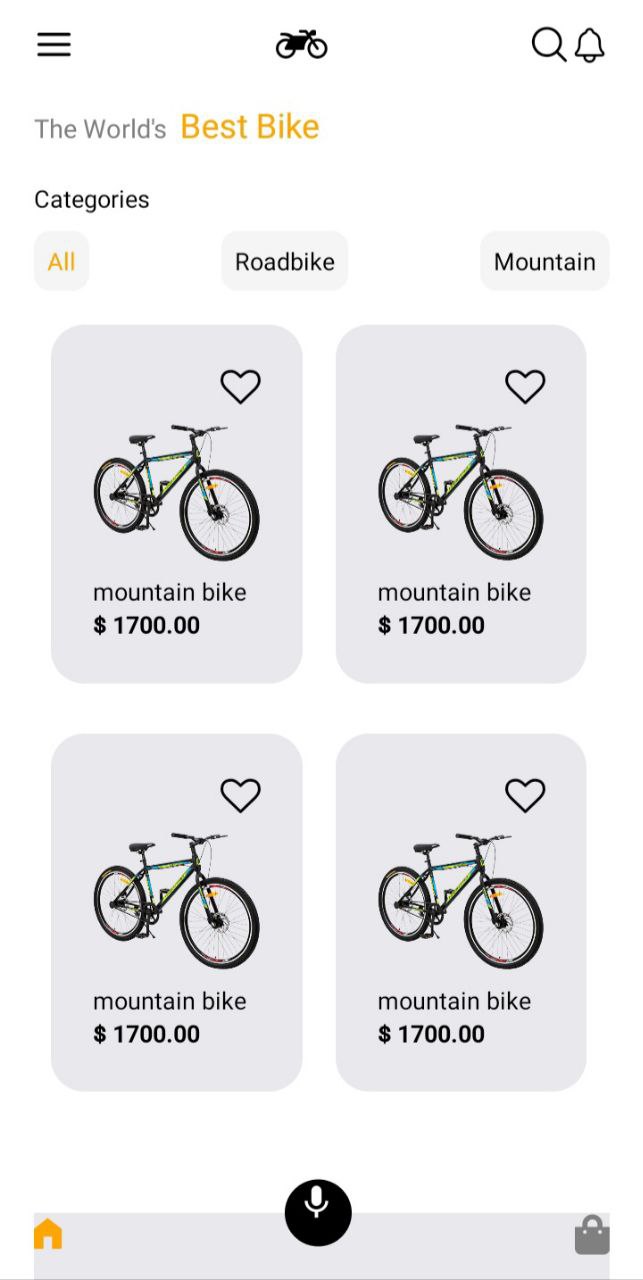 The World's Best Bike
Categories
All Roadbike Mountain
mountain bike mountain bike
$ 1700.00 $ 1700.00
mountain bike mountain bike
$ 1700.00 $ 1700.00